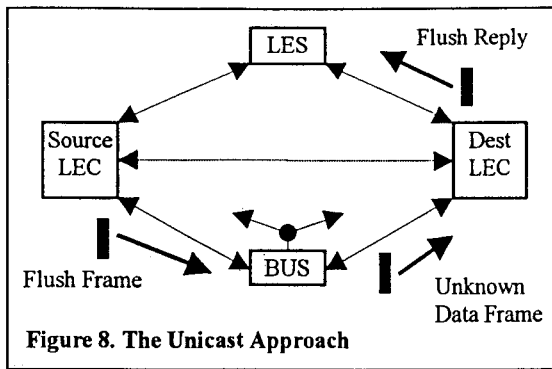 LES
Flush Reply
Source
LEC
Dest
LEC
Flush Frame
BUS
Unknown
Data Frame
Figure 8. The Unicast Approach